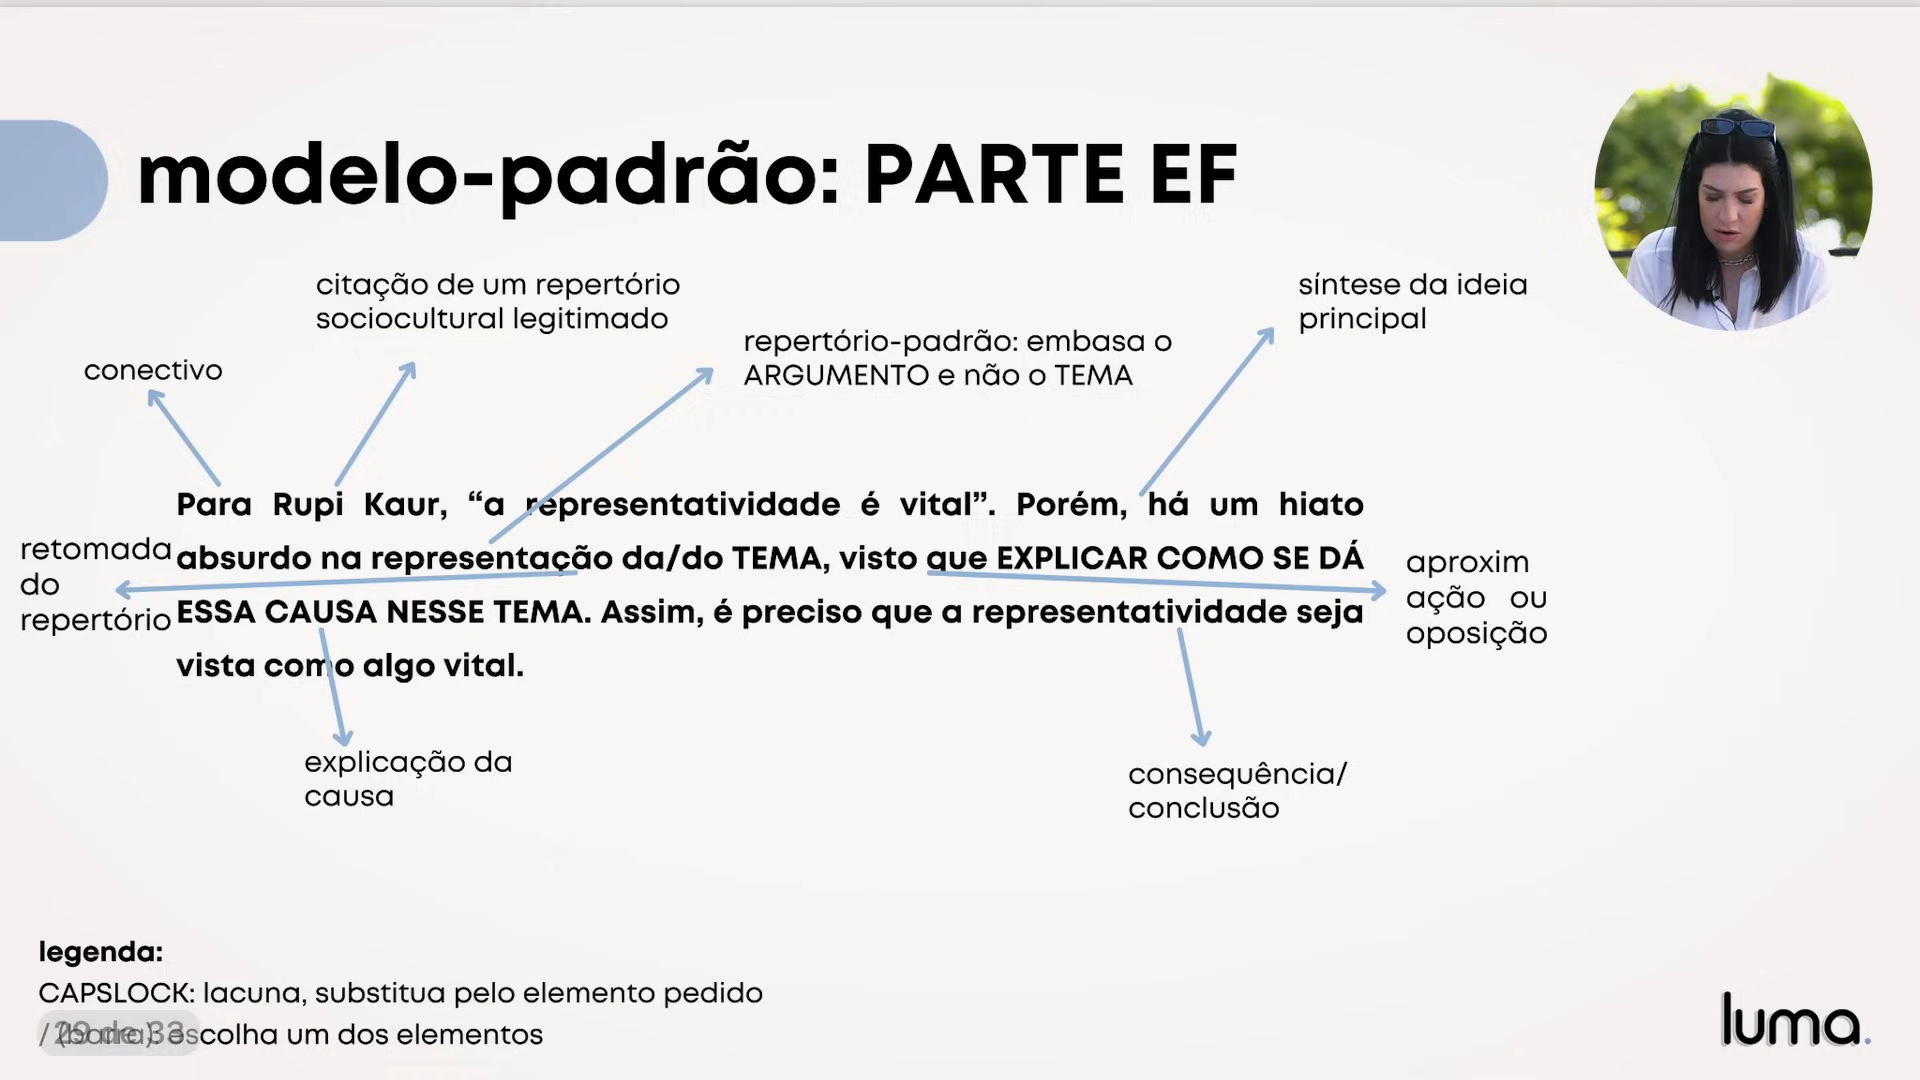 modelo-padrão: PARTE EF
citação de um repertório
sociocultural legitimado
síntese da ideia
principal
repertório-padrão: embasa o
ARGUMENTO e não o TEMA
conectivo
Para Rupi Kaur, “a representatividade é vital”. Porém, há um hiato
absurdo na representação da/do TEMA, visto que EXPLICAR COMO SE DÁ
ESSA CAUSA NESSE TEMA. Assim, é preciso que a representatividade seja
vista como algo vital.
retomada
do
repertório
aproxim
ação ou
oposição
explicação da
causa
consequência/
conclusão
legenda:
CAPSLOCK: lacuna, substitua pelo elemento pedido
/ (barra): escolha um dos elementos
29 de 33
luma.